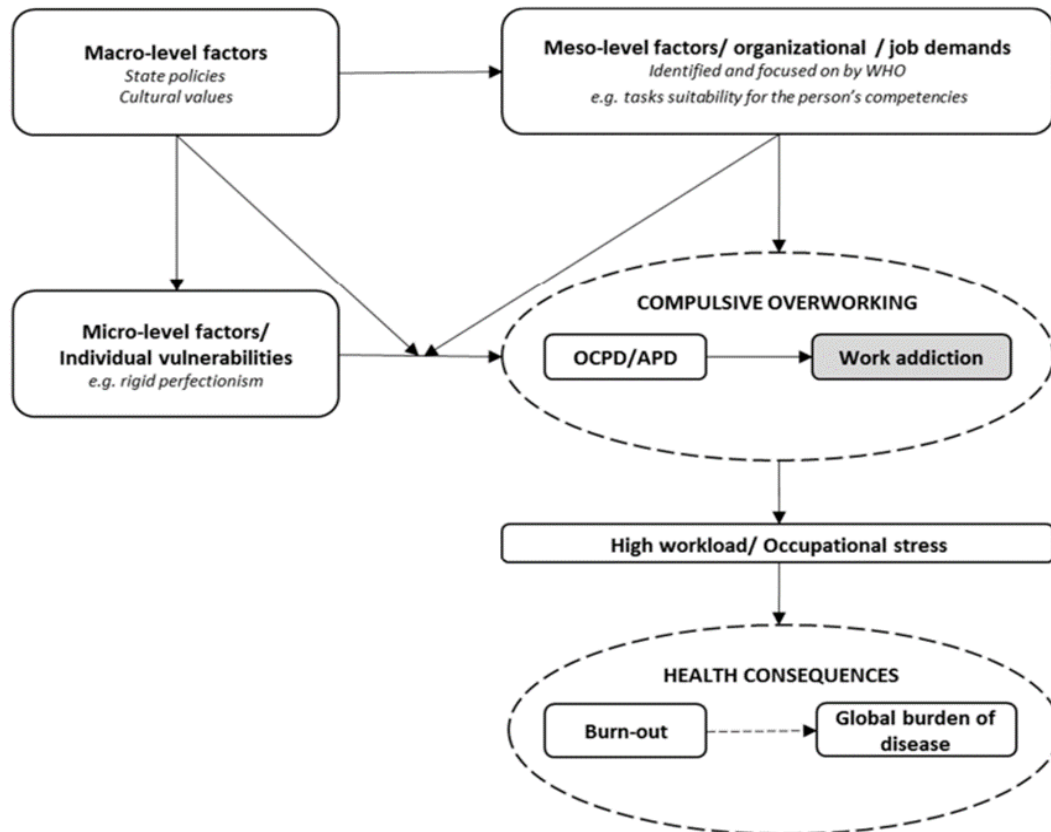 Macro-level factors
State policies
Cultural values
Meso-level factors/ organizational / job demands
Identified and focused on by WHO
e.g. tasks suitability for the person's competencies
Micro-level factors/
Individual vulnerabilities
e.g. rigid perfectionism
COMPULSIVE OVERWORKING
OCPD/APD
Work addiction
High workload/ Occupational stress
HEALTH CONSEQUENCES
Burn-out
Global burden of
disease